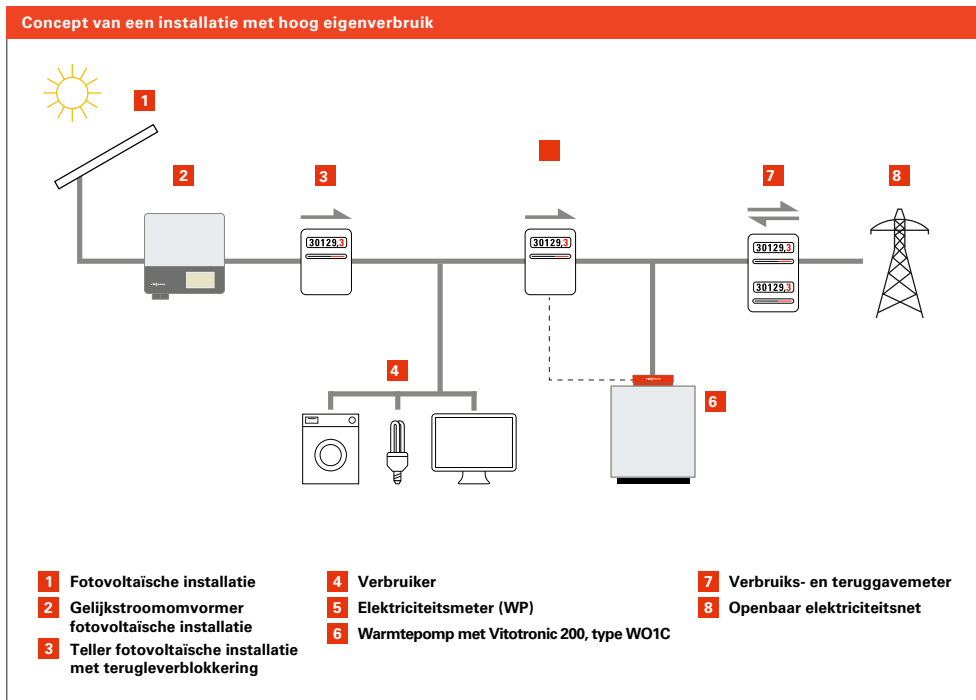 Concept van een installatie met hoog eigenverbruik
1
2
3
7
8
30129,3
30129,3
30129,3
30129,3
4
6
1 Fotovoltaïsche installatie
2 Gelijkstroomomvormer
fotovoltaïsche installatie
3 Teller fotovoltaïsche installatie
met terugleverblokkering
4 Verbruiker
5 Elektriciteitsmeter (WP)
6 Warmtepomp met Vitotronic 200, type WO1C
7 Verbruiks- en teruggavemeter
8 Openbaar elektriciteitsnet